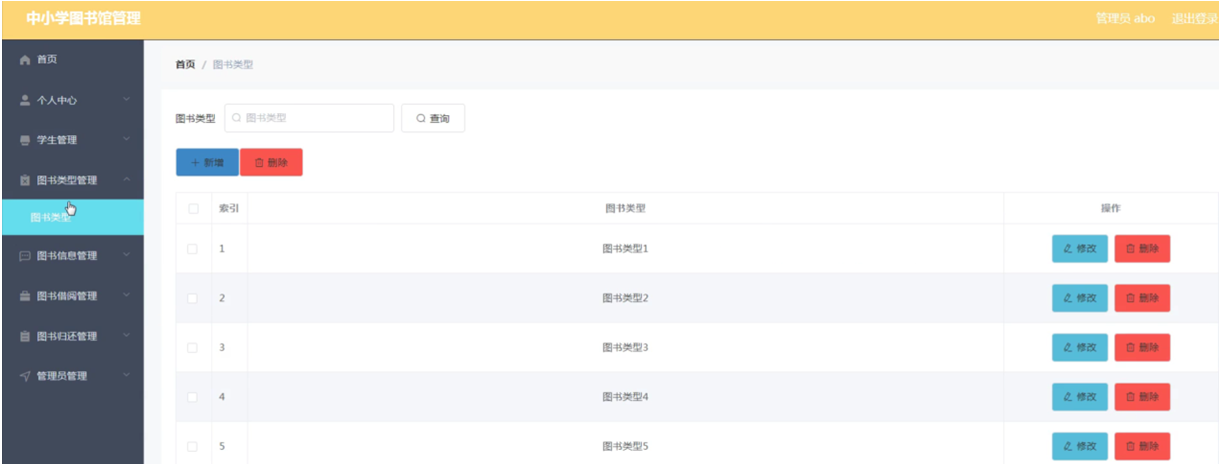 中小学图书馆管理 管理员 abo 退出登录
首页
个人中心
学生管理
图书类型管理
图书类型
图书信息管理
图书借阅管理
图书归还管理
管理员管理
首页 / 图书类型
图书类型 图书类型 查询
新增 删除
索引 图书类型 操作
1 图书类型1 修改 删除
2 图书类型2 修改 删除
3 图书类型3 修改 删除
4 图书类型4 修改 删除
5 图书类型5 修改 删除